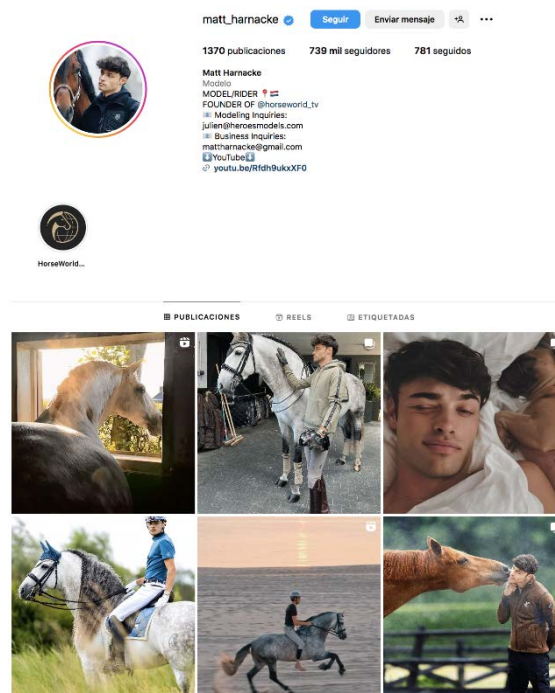 matt_harnacke Seguir Enviar mensaje
1370 publicaciones 739 mil seguidores 781 seguidos
Matt Harnacke
Modelo
MODEL/RIDER 📍🇳🇱
FOUNDER OF @horseworld_tv
📧 Modeling Inquiries:
julien@heroesmodels.com
📧 Business Inquiries:
mattharnacke@gmail.com
⬇️YouTube⬇️
youtu.be/Rfdh9ukxXF0
HorseWorld...
PUBLICACIONES REELS ETIQUETADAS